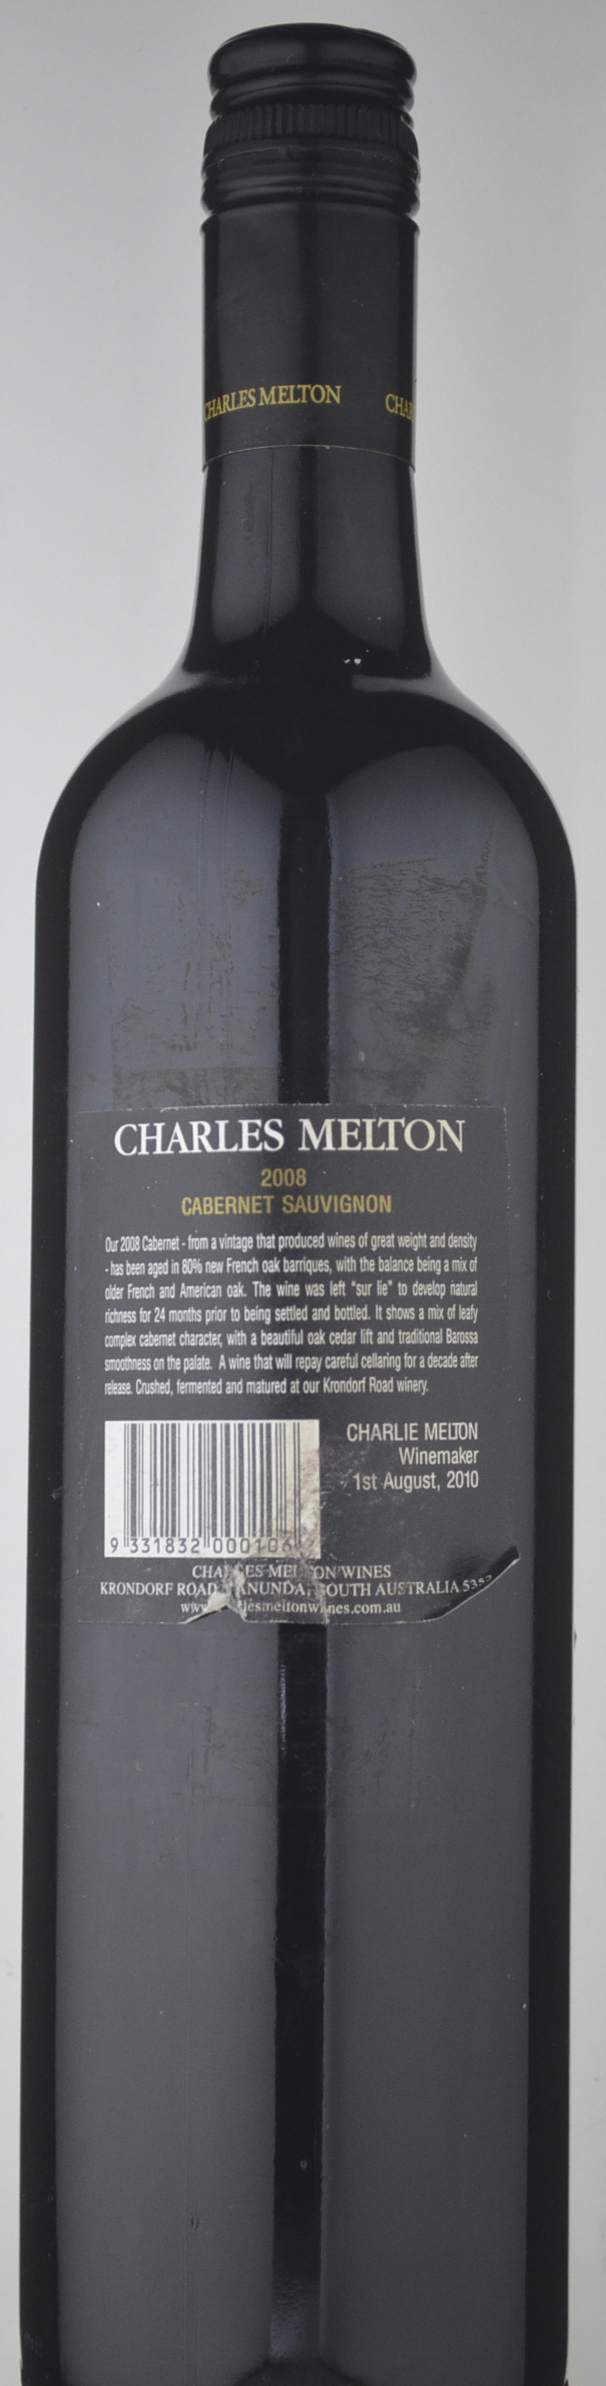 CHARLES MELTON CHAR
CHARLES MELTON
2008
CABERNET SAUVIGNON
Our 2008 Cabernet - from a vintage that produced wines of great weight and density
- has been aged in 80% new French oak barriques, with the balance being a mix of
older French and American oak. The wine was left "sur lie" to develop natural
richness for 24 months prior to being settled and bottled. It shows a mix of leafy
complex cabernet character, with a beautiful oak cedar lift and traditional Barossa
smoothness on the palate. A wine that will repay careful cellaring for a decade after
release. Crushed, fermented and matured at our Krondorf Road winery.
CHARLIE MELTON
Winemaker
1st August, 2010
9 331832 000106
CHARLES MELTON WINES
KRONDORF ROAD ANUNDA, SOUTH AUSTRALIA